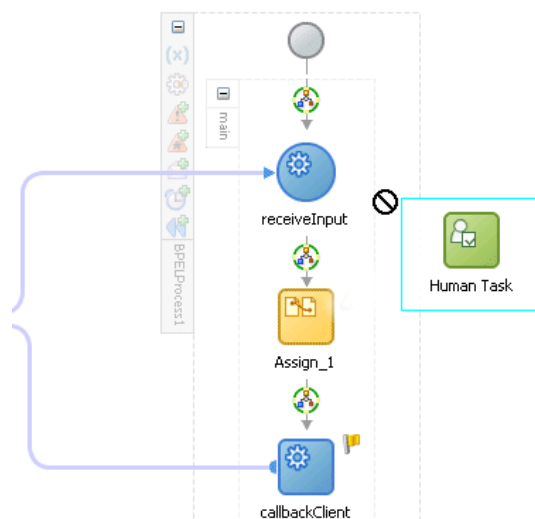 (x)
main
receiveInput
Human Task
BPELProcess1
Assign_1
callbackClient